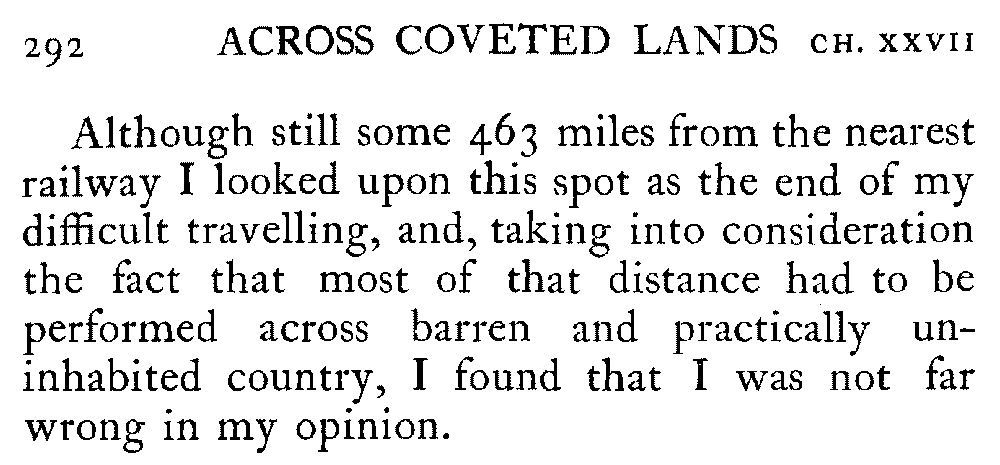 292 ACROSS COVETED LANDS CH. XXVII
Although still some 463 miles from the nearest
railway I looked upon this spot as the end of my
difficult travelling, and, taking into consideration
the fact that most of that distance had to be
performed across barren and practically un-
inhabited country, I found that I was not far
wrong in my opinion.